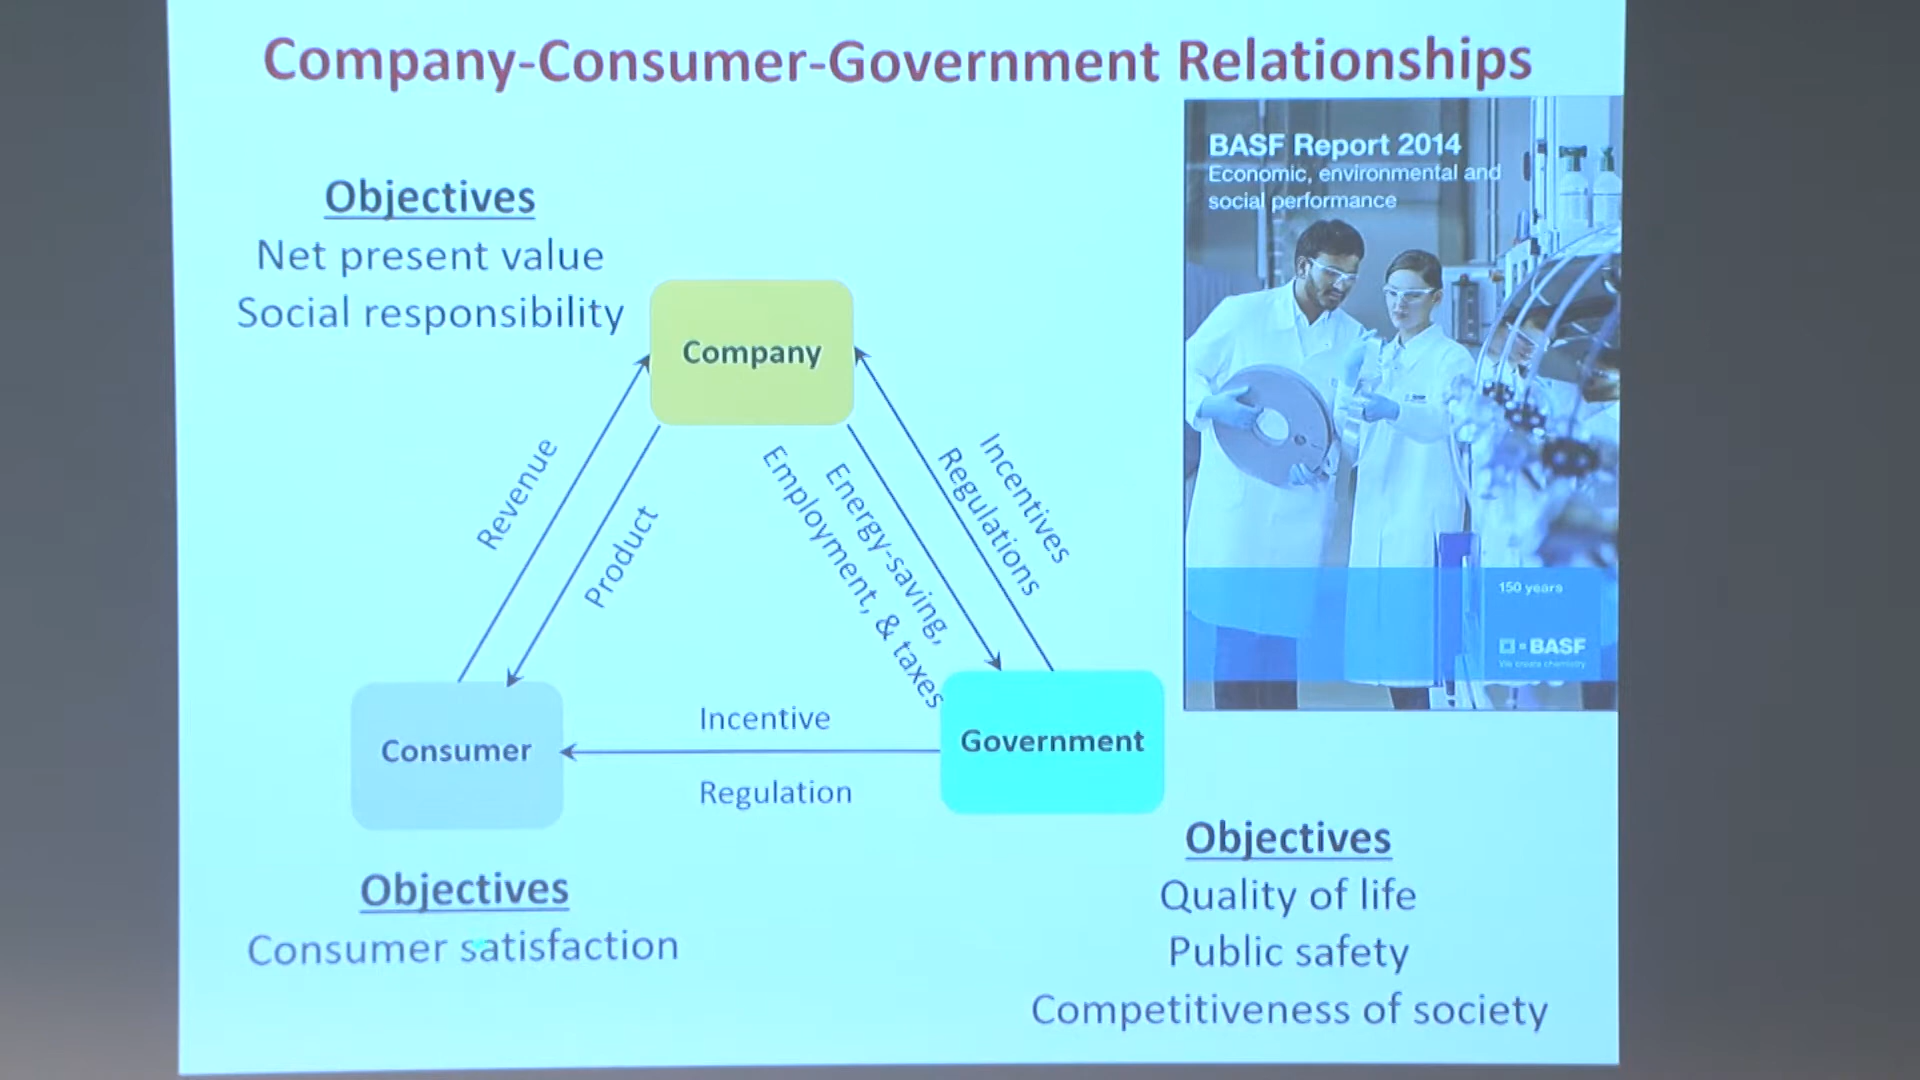 Company-Consumer-Government Relationships
BASF Report 2014
Economic, environmental and
social performance
150 years
BASF
We create chemistry
Objectives
Net present value
Social responsibility
Company
Revenue
Product
Energy-saving,
Employment, & taxes
Incentives
Regulations
Consumer
Incentive
Regulation
Government
Objectives
Consumer satisfaction
Objectives
Quality of life
Public safety
Competitiveness of society